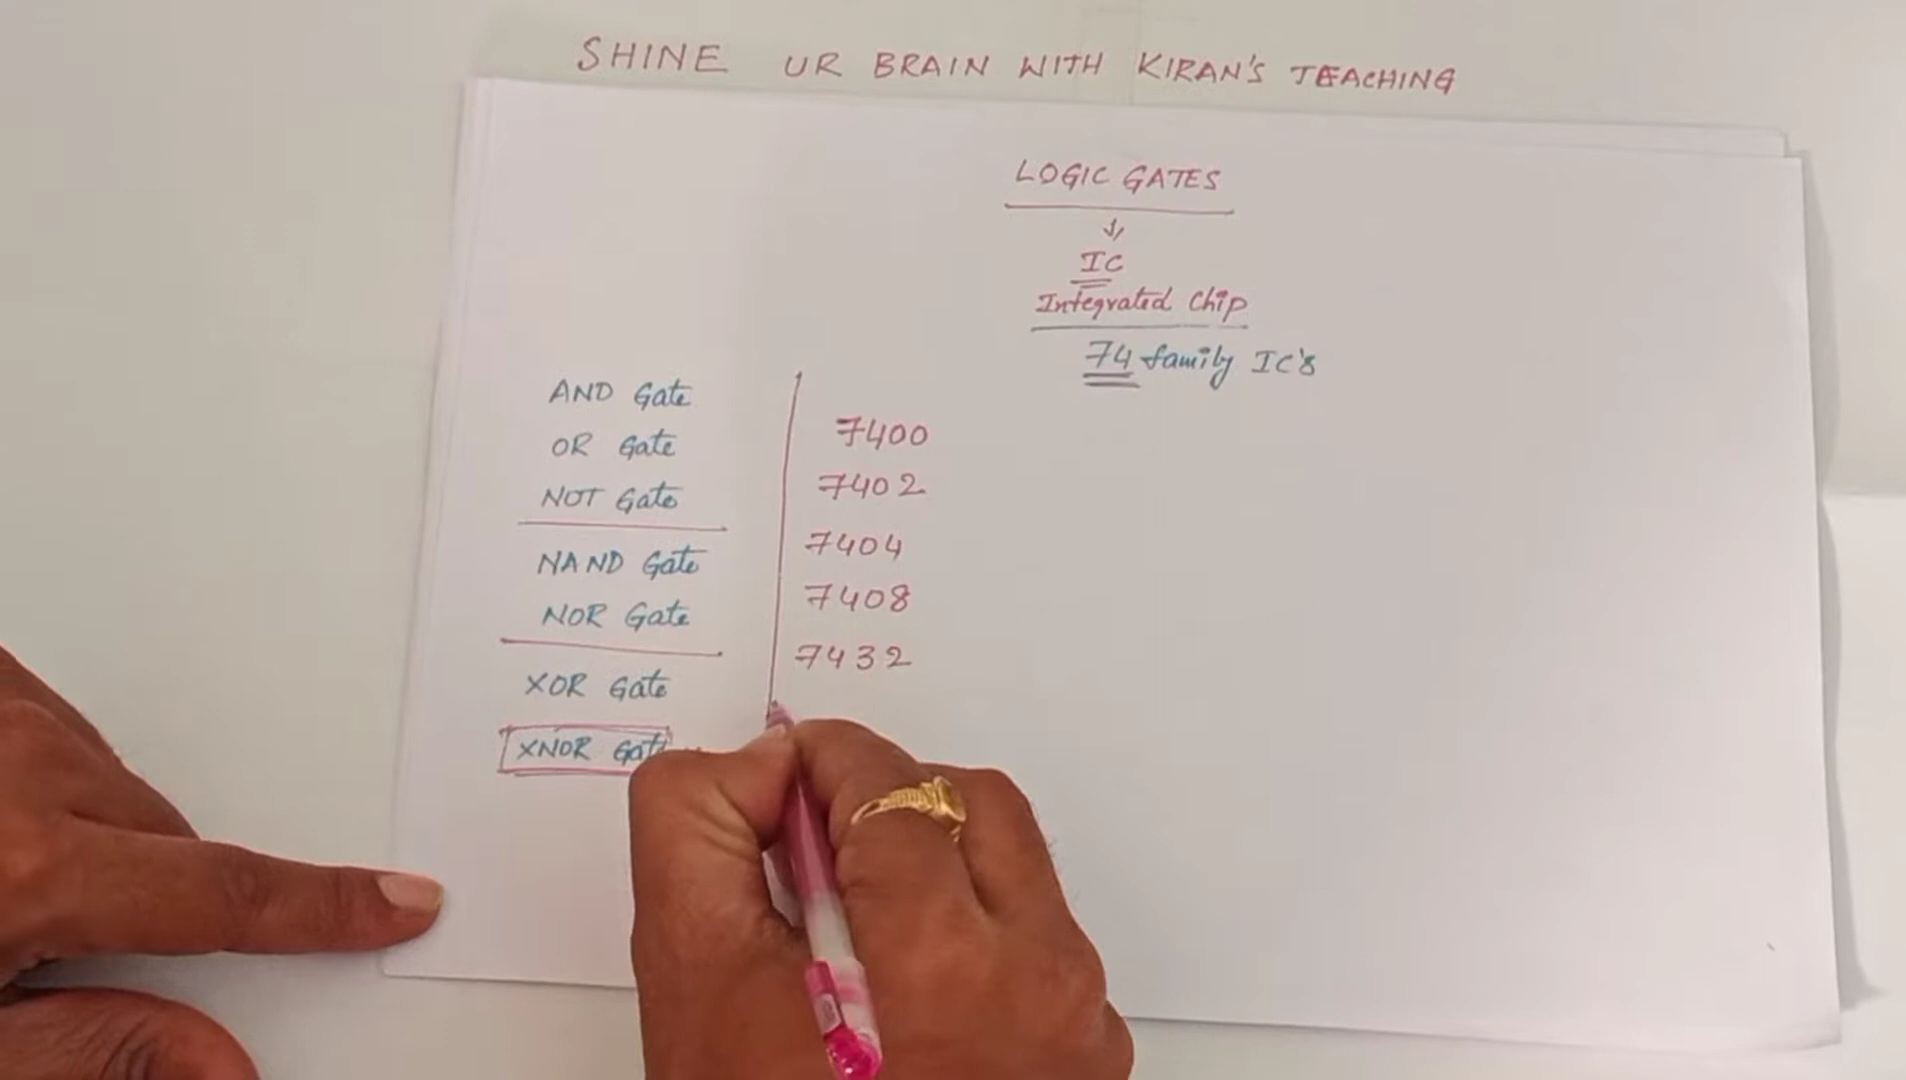 SHINE UR BRAIN WITH KIRAN'S TEACHING
LOGIC GATES
IC
Integrated Chip
74 family IC's
AND Gate
OR Gate
NOT Gate
NAND Gate
NOR Gate
XOR Gate
XNOR Gate
7400
7402
7404
7408
7432